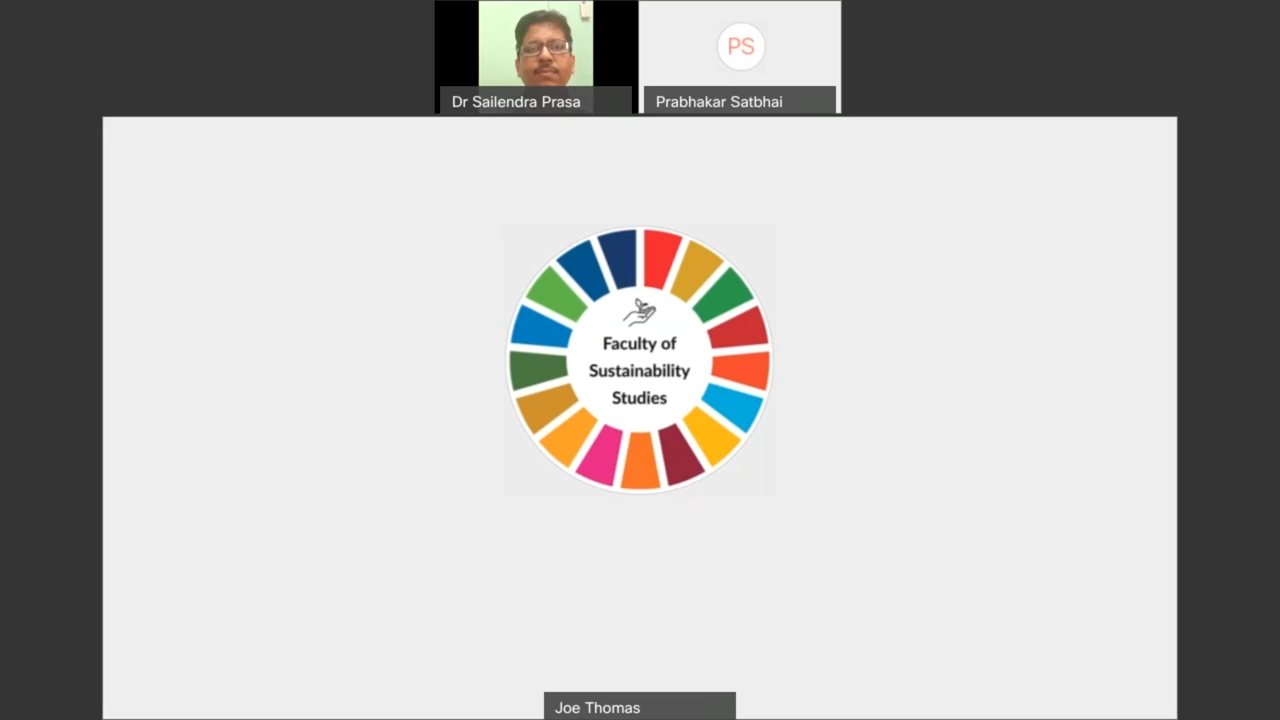 Dr Sailendra Prasa
PS
Prabhakar Satbhai
Faculty of
Sustainability
Studies
Joe Thomas